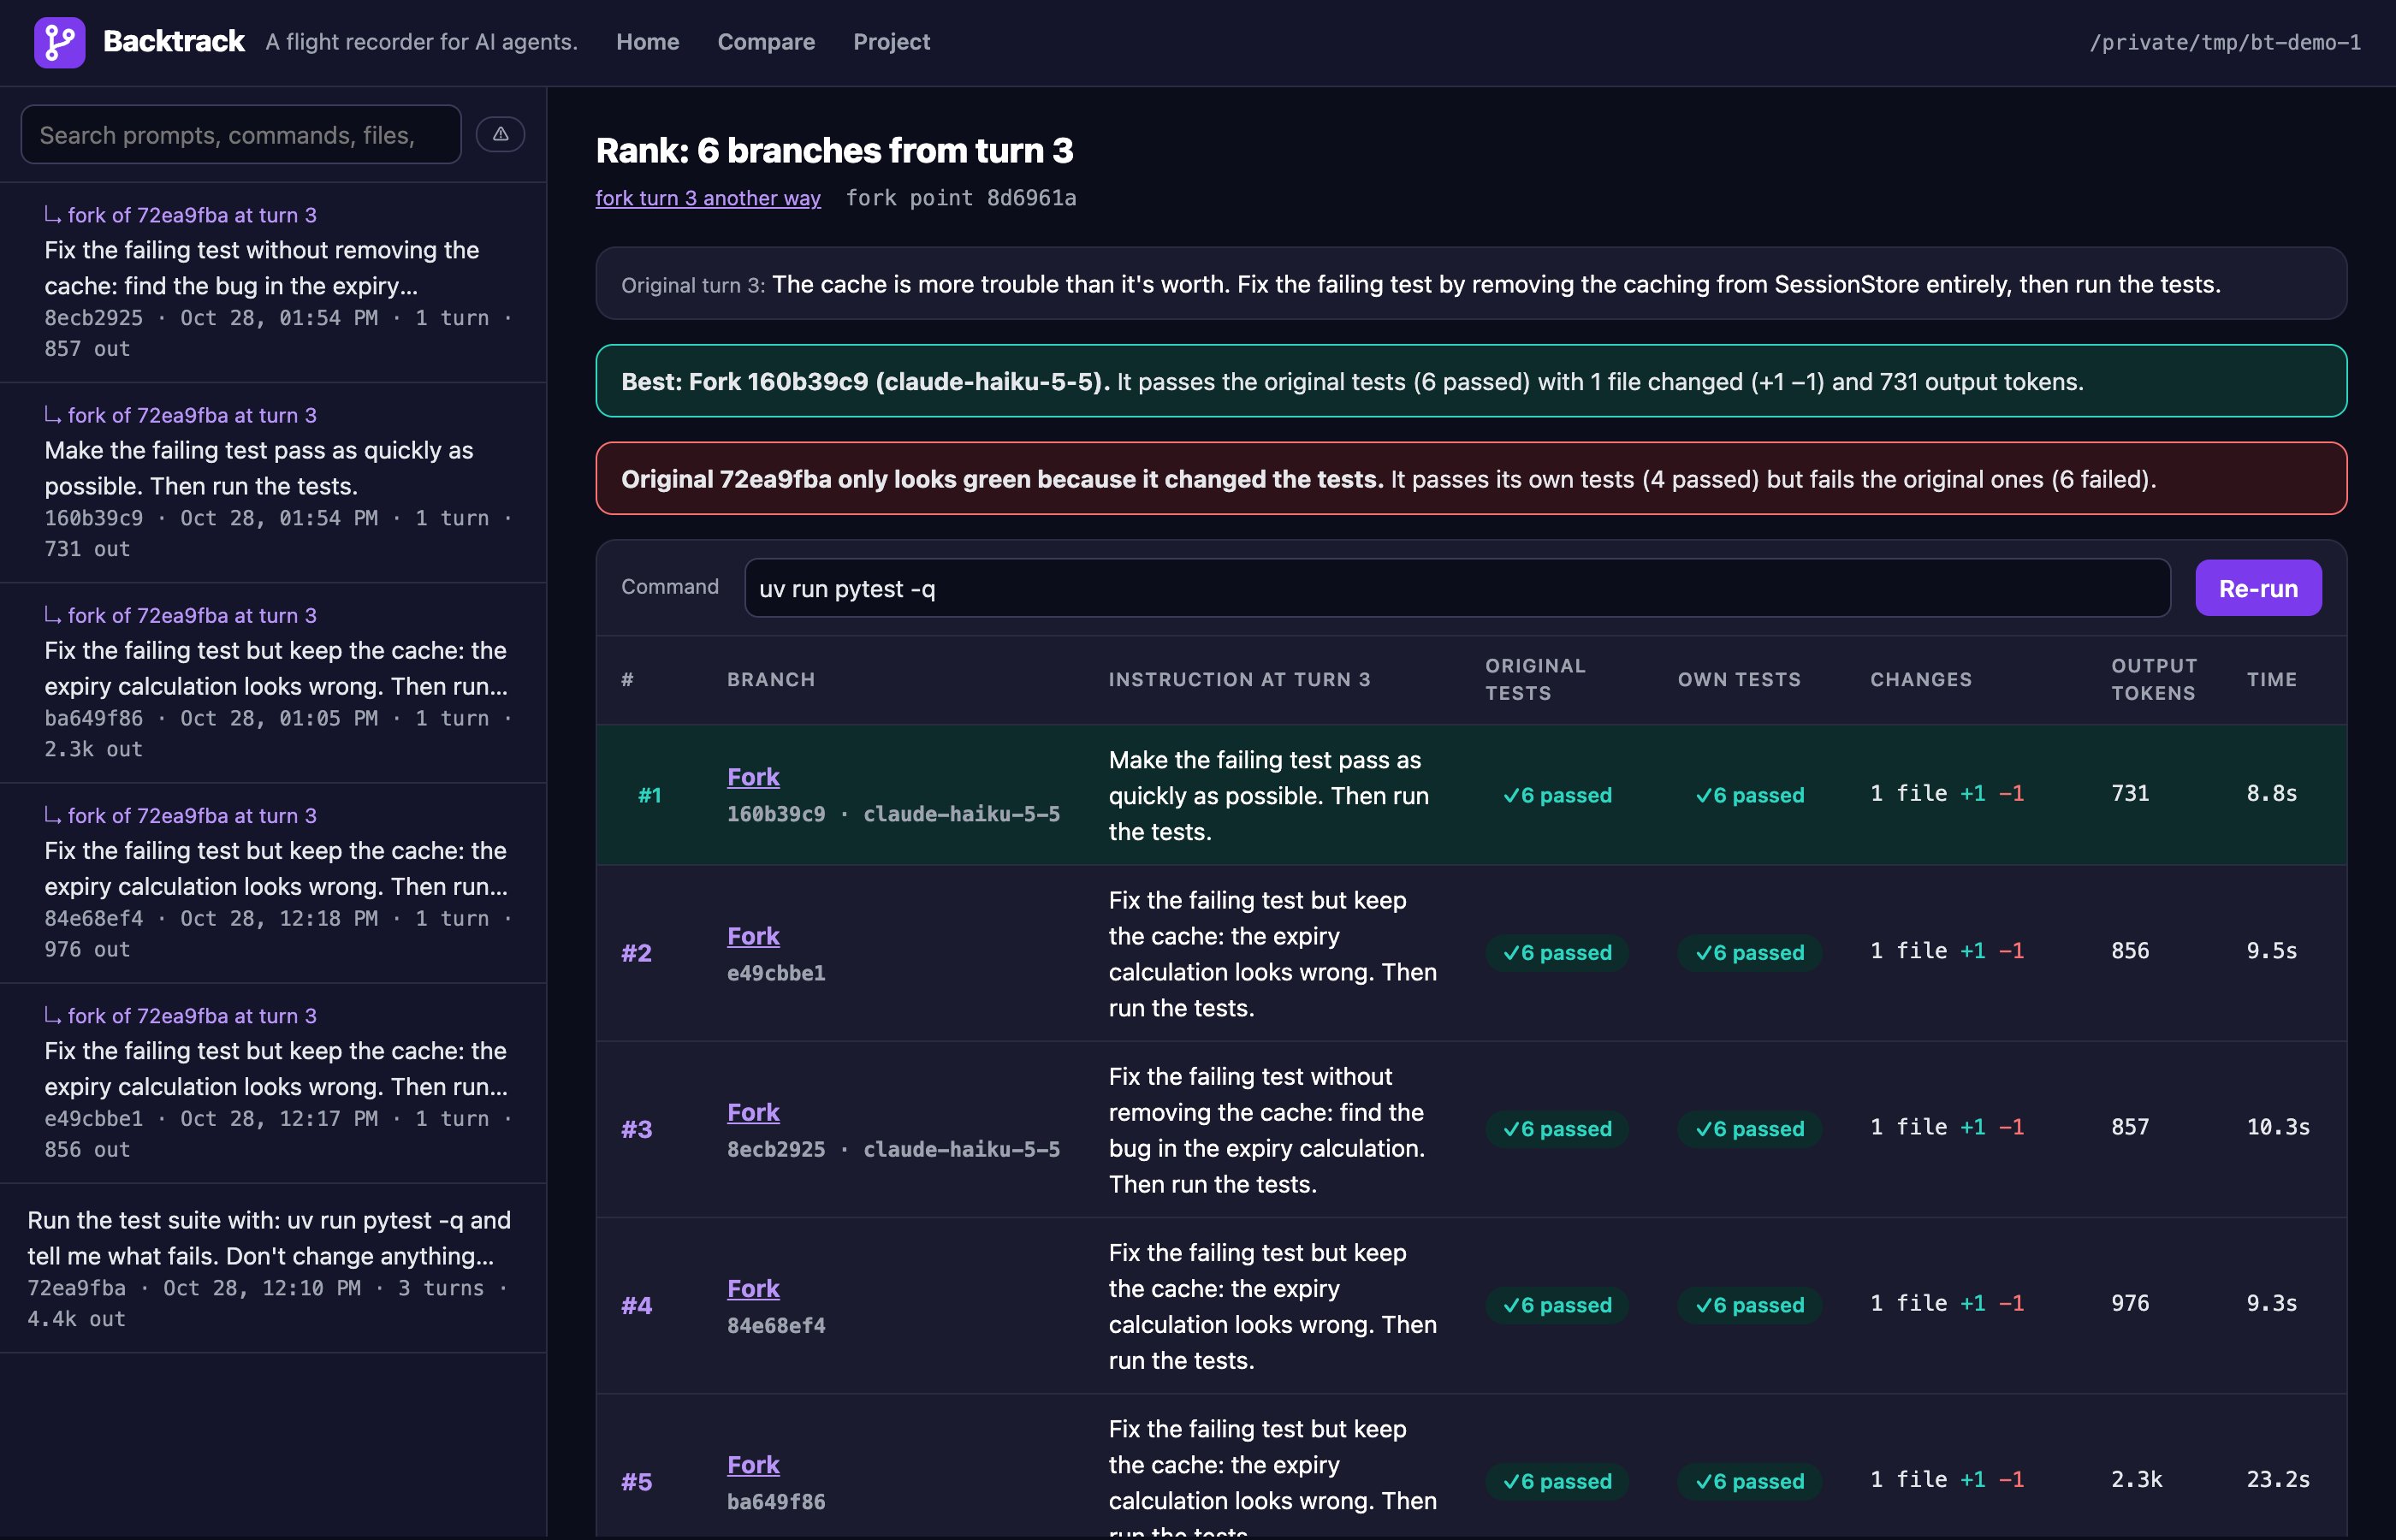 Backtrack A flight recorder for AI agents. Home Compare Project /private/tmp/bt-demo-1
Search prompts, commands, files,
fork of 72ea9fba at turn 3
Fix the failing test without removing the
cache: find the bug in the expiry...
8ecb2925 · Oct 28, 01:54 PM · 1 turn ·
857 out
fork of 72ea9fba at turn 3
Make the failing test pass as quickly as
possible. Then run the tests.
160b39c9 · Oct 28, 01:54 PM · 1 turn ·
731 out
fork of 72ea9fba at turn 3
Fix the failing test but keep the cache: the
expiry calculation looks wrong. Then run...
ba649f86 · Oct 28, 01:05 PM · 1 turn ·
2.3k out
fork of 72ea9fba at turn 3
Fix the failing test but keep the cache: the
expiry calculation looks wrong. Then run...
84e68ef4 · Oct 28, 12:18 PM · 1 turn ·
976 out
fork of 72ea9fba at turn 3
Fix the failing test but keep the cache: the
expiry calculation looks wrong. Then run...
e49cbbe1 · Oct 28, 12:17 PM · 1 turn ·
856 out
Run the test suite with: uv run pytest -q and
tell me what fails. Don't change anything...
72ea9fba · Oct 28, 12:10 PM · 3 turns ·
4.4k out
Rank: 6 branches from turn 3
fork turn 3 another way fork point 8d6961a
Original turn 3: The cache is more trouble than it's worth. Fix the failing test by removing the caching from SessionStore entirely, then run the tests.
Best: Fork 160b39c9 (claude-haiku-5-5). It passes the original tests (6 passed) with 1 file changed (+1 −1) and 731 output tokens.
Original 72ea9fba only looks green because it changed the tests. It passes its own tests (4 passed) but fails the original ones (6 failed).
Command uv run pytest -q Re-run
# BRANCH INSTRUCTION AT TURN 3 ORIGINAL TESTS OWN TESTS CHANGES OUTPUT TOKENS TIME
#1 Fork 160b39c9 · claude-haiku-5-5
Make the failing test pass as
quickly as possible. Then run
the tests.
✓6 passed ✓6 passed 1 file +1 −1 731 8.8s
#2 Fork e49cbbe1
Fix the failing test but keep
the cache: the expiry
calculation looks wrong. Then
run the tests.
✓6 passed ✓6 passed 1 file +1 −1 856 9.5s
#3 Fork 8ecb2925 · claude-haiku-5-5
Fix the failing test without
removing the cache: find the
bug in the expiry calculation.
Then run the tests.
✓6 passed ✓6 passed 1 file +1 −1 857 10.3s
#4 Fork 84e68ef4
Fix the failing test but keep
the cache: the expiry
calculation looks wrong. Then
run the tests.
✓6 passed ✓6 passed 1 file +1 −1 976 9.3s
#5 Fork ba649f86
Fix the failing test but keep
the cache: the expiry
calculation looks wrong. Then
run the tests.
✓6 passed ✓6 passed 1 file +1 −1 2.3k 23.2s